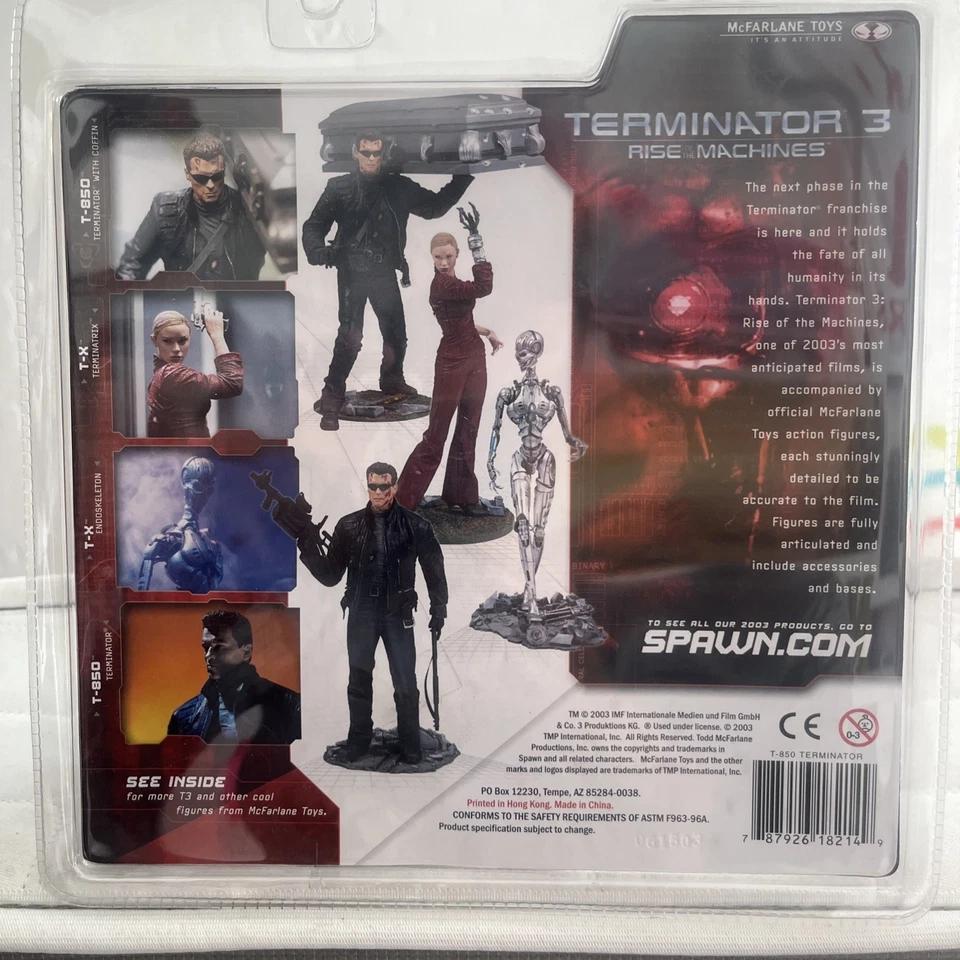 McFARLANE TOYS
IT'S AN ATTITUDE
TERMINATOR 3
RISE OF THE MACHINES™
The next phase in the
Terminator® franchise
is here and it holds
the fate of all
humanity in its
hands. Terminator 3:
Rise of the Machines,
one of 2003's most
anticipated films, is
accompanied by
official McFarlane
Toys action figures,
each stunningly
detailed to be
accurate to the film.
Figures are fully
articulated and
include accessories
and bases.
TO SEE ALL OUR 2003 PRODUCTS, GO TO
SPAWN.COM
T-850™
TERMINATOR™ WITH COFFIN
T-X™
TERMINATRIX™
T-X™
ENDOSKELETON
T-850™
TERMINATOR™
BINARY
SEE INSIDE
for more T3 and other cool
figures from McFarlane Toys.
TM © 2003 IMF Internationale Medien und Film GmbH
& Co. 3 Produktions KG. ® Used under license. © 2003
TMP International, Inc. All Rights Reserved. Todd McFarlane
Productions, Inc. owns the copyrights and trademarks in
Spawn and all related characters. McFarlane Toys and the other
marks and logos displayed are trademarks of TMP International, Inc.
PO Box 12230, Tempe, AZ 85284-0038.
Printed in Hong Kong. Made in China.
CONFORMS TO THE SAFETY REQUIREMENTS OF ASTM F963-96A.
Product specification subject to change.
CE
0-3
T-850 TERMINATOR
7 87926 18214 9